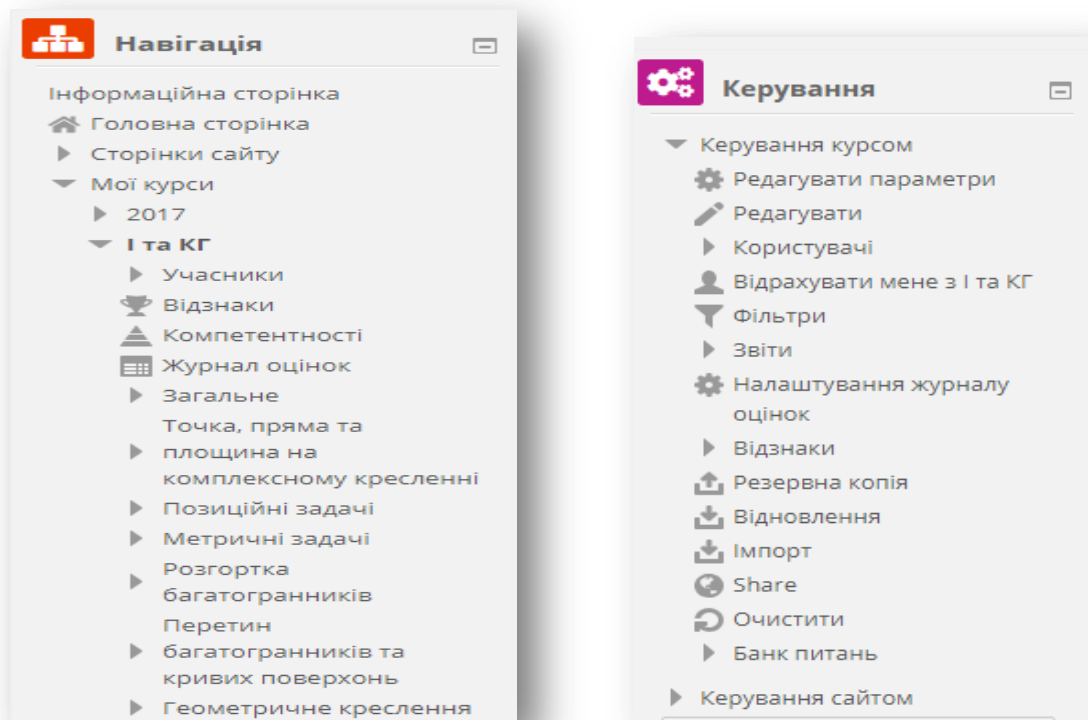 Навігація
Інформаційна сторінка
Головна сторінка
Сторінки сайту
Мої курси
2017
І та КГ
Учасники
Відзнаки
Компетентності
Журнал оцінок
Загальне
Точка, пряма та
площина на
комплексному кресленні
Позиційні задачі
Метричні задачі
Розгортка
багатогранників
Перетин
багатогранників та
кривих поверхонь
Геометричне креслення
Керування
Керування курсом
Редагувати параметри
Редагувати
Користувачі
Відрахувати мене з І та КГ
Фільтри
Звіти
Налаштування журналу
оцінок
Відзнаки
Резервна копія
Відновлення
Імпорт
Share
Очистити
Банк питань
Керування сайтом